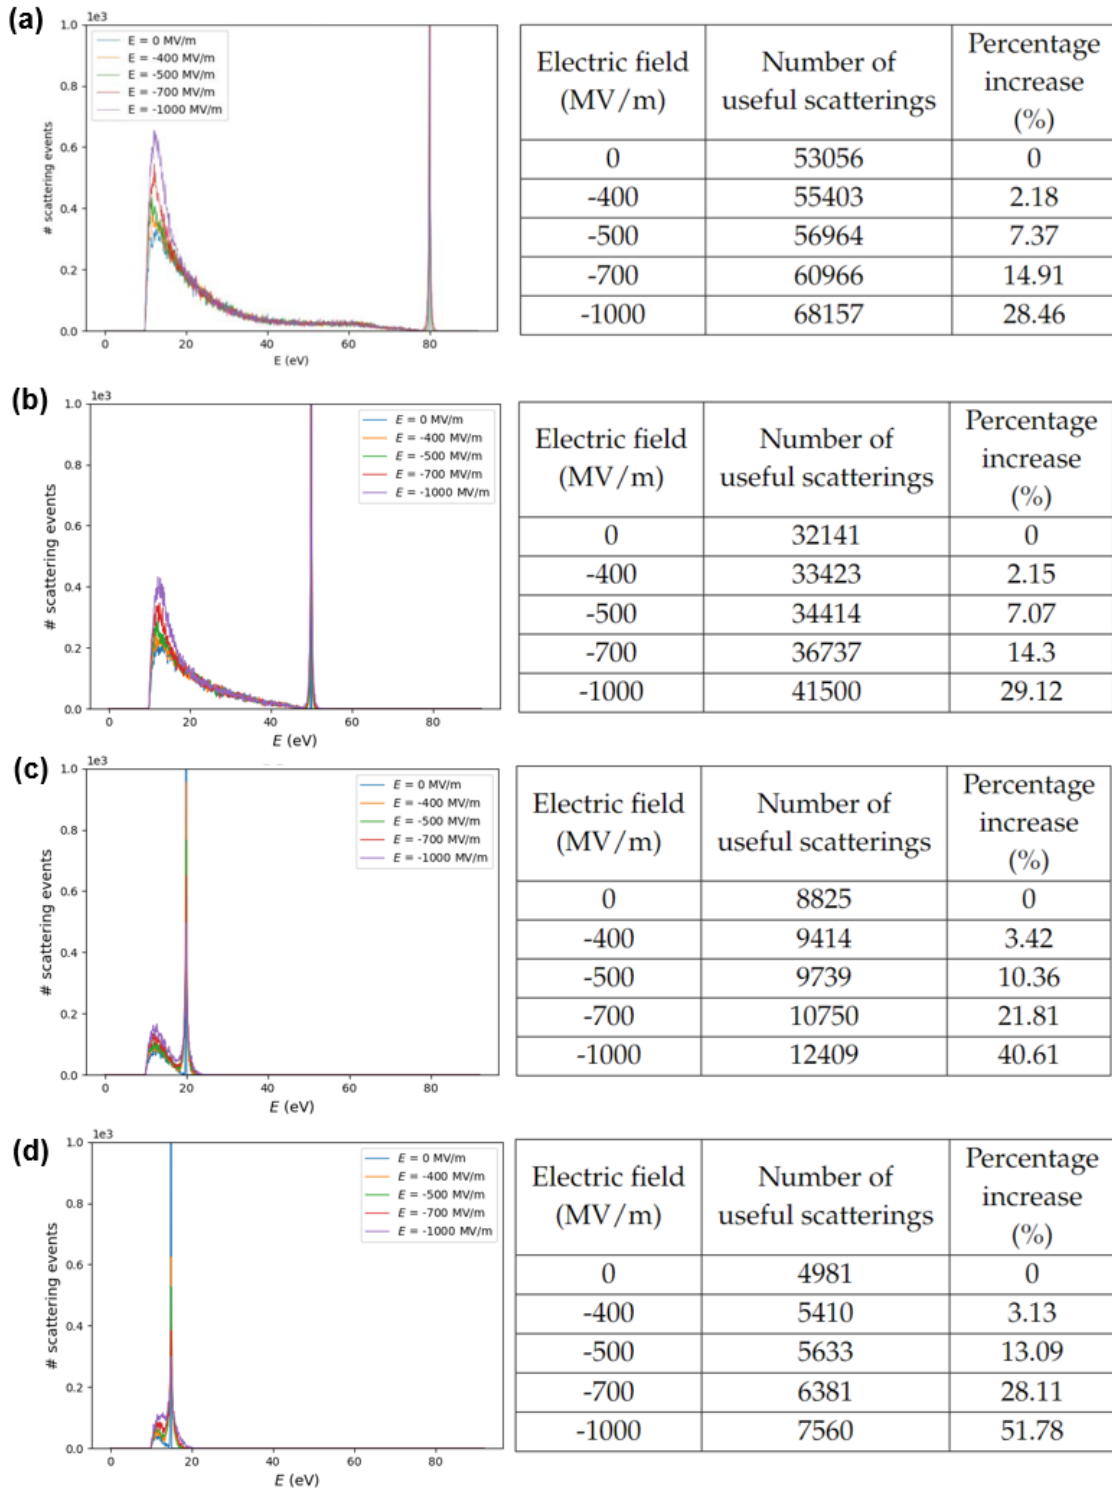 (a)
1e3
E = 0 MV/m
E = -400 MV/m
E = -500 MV/m
E = -700 MV/m
E = -1000 MV/m
# scattering events
1.0
0.8
0.6
0.4
0.2
0.0
0 20 40 60 80
E (eV)
Electric field (MV/m) Number of useful scatterings Percentage increase (%)
0 53056 0
-400 55403 2.18
-500 56964 7.37
-700 60966 14.91
-1000 68157 28.46
(b)
1e3
E = 0 MV/m
E = -400 MV/m
E = -500 MV/m
E = -700 MV/m
E = -1000 MV/m
# scattering events
1.0
0.8
0.6
0.4
0.2
0.0
0 20 40 60 80
E (eV)
Electric field (MV/m) Number of useful scatterings Percentage increase (%)
0 32141 0
-400 33423 2.15
-500 34414 7.07
-700 36737 14.3
-1000 41500 29.12
(c)
1e3
E = 0 MV/m
E = -400 MV/m
E = -500 MV/m
E = -700 MV/m
E = -1000 MV/m
# scattering events
1.0
0.8
0.6
0.4
0.2
0.0
0 20 40 60 80
E (eV)
Electric field (MV/m) Number of useful scatterings Percentage increase (%)
0 8825 0
-400 9414 3.42
-500 9739 10.36
-700 10750 21.81
-1000 12409 40.61
(d)
1e3
E = 0 MV/m
E = -400 MV/m
E = -500 MV/m
E = -700 MV/m
E = -1000 MV/m
# scattering events
1.0
0.8
0.6
0.4
0.2
0.0
0 20 40 60 80
E (eV)
Electric field (MV/m) Number of useful scatterings Percentage increase (%)
0 4981 0
-400 5410 3.13
-500 5633 13.09
-700 6381 28.11
-1000 7560 51.78